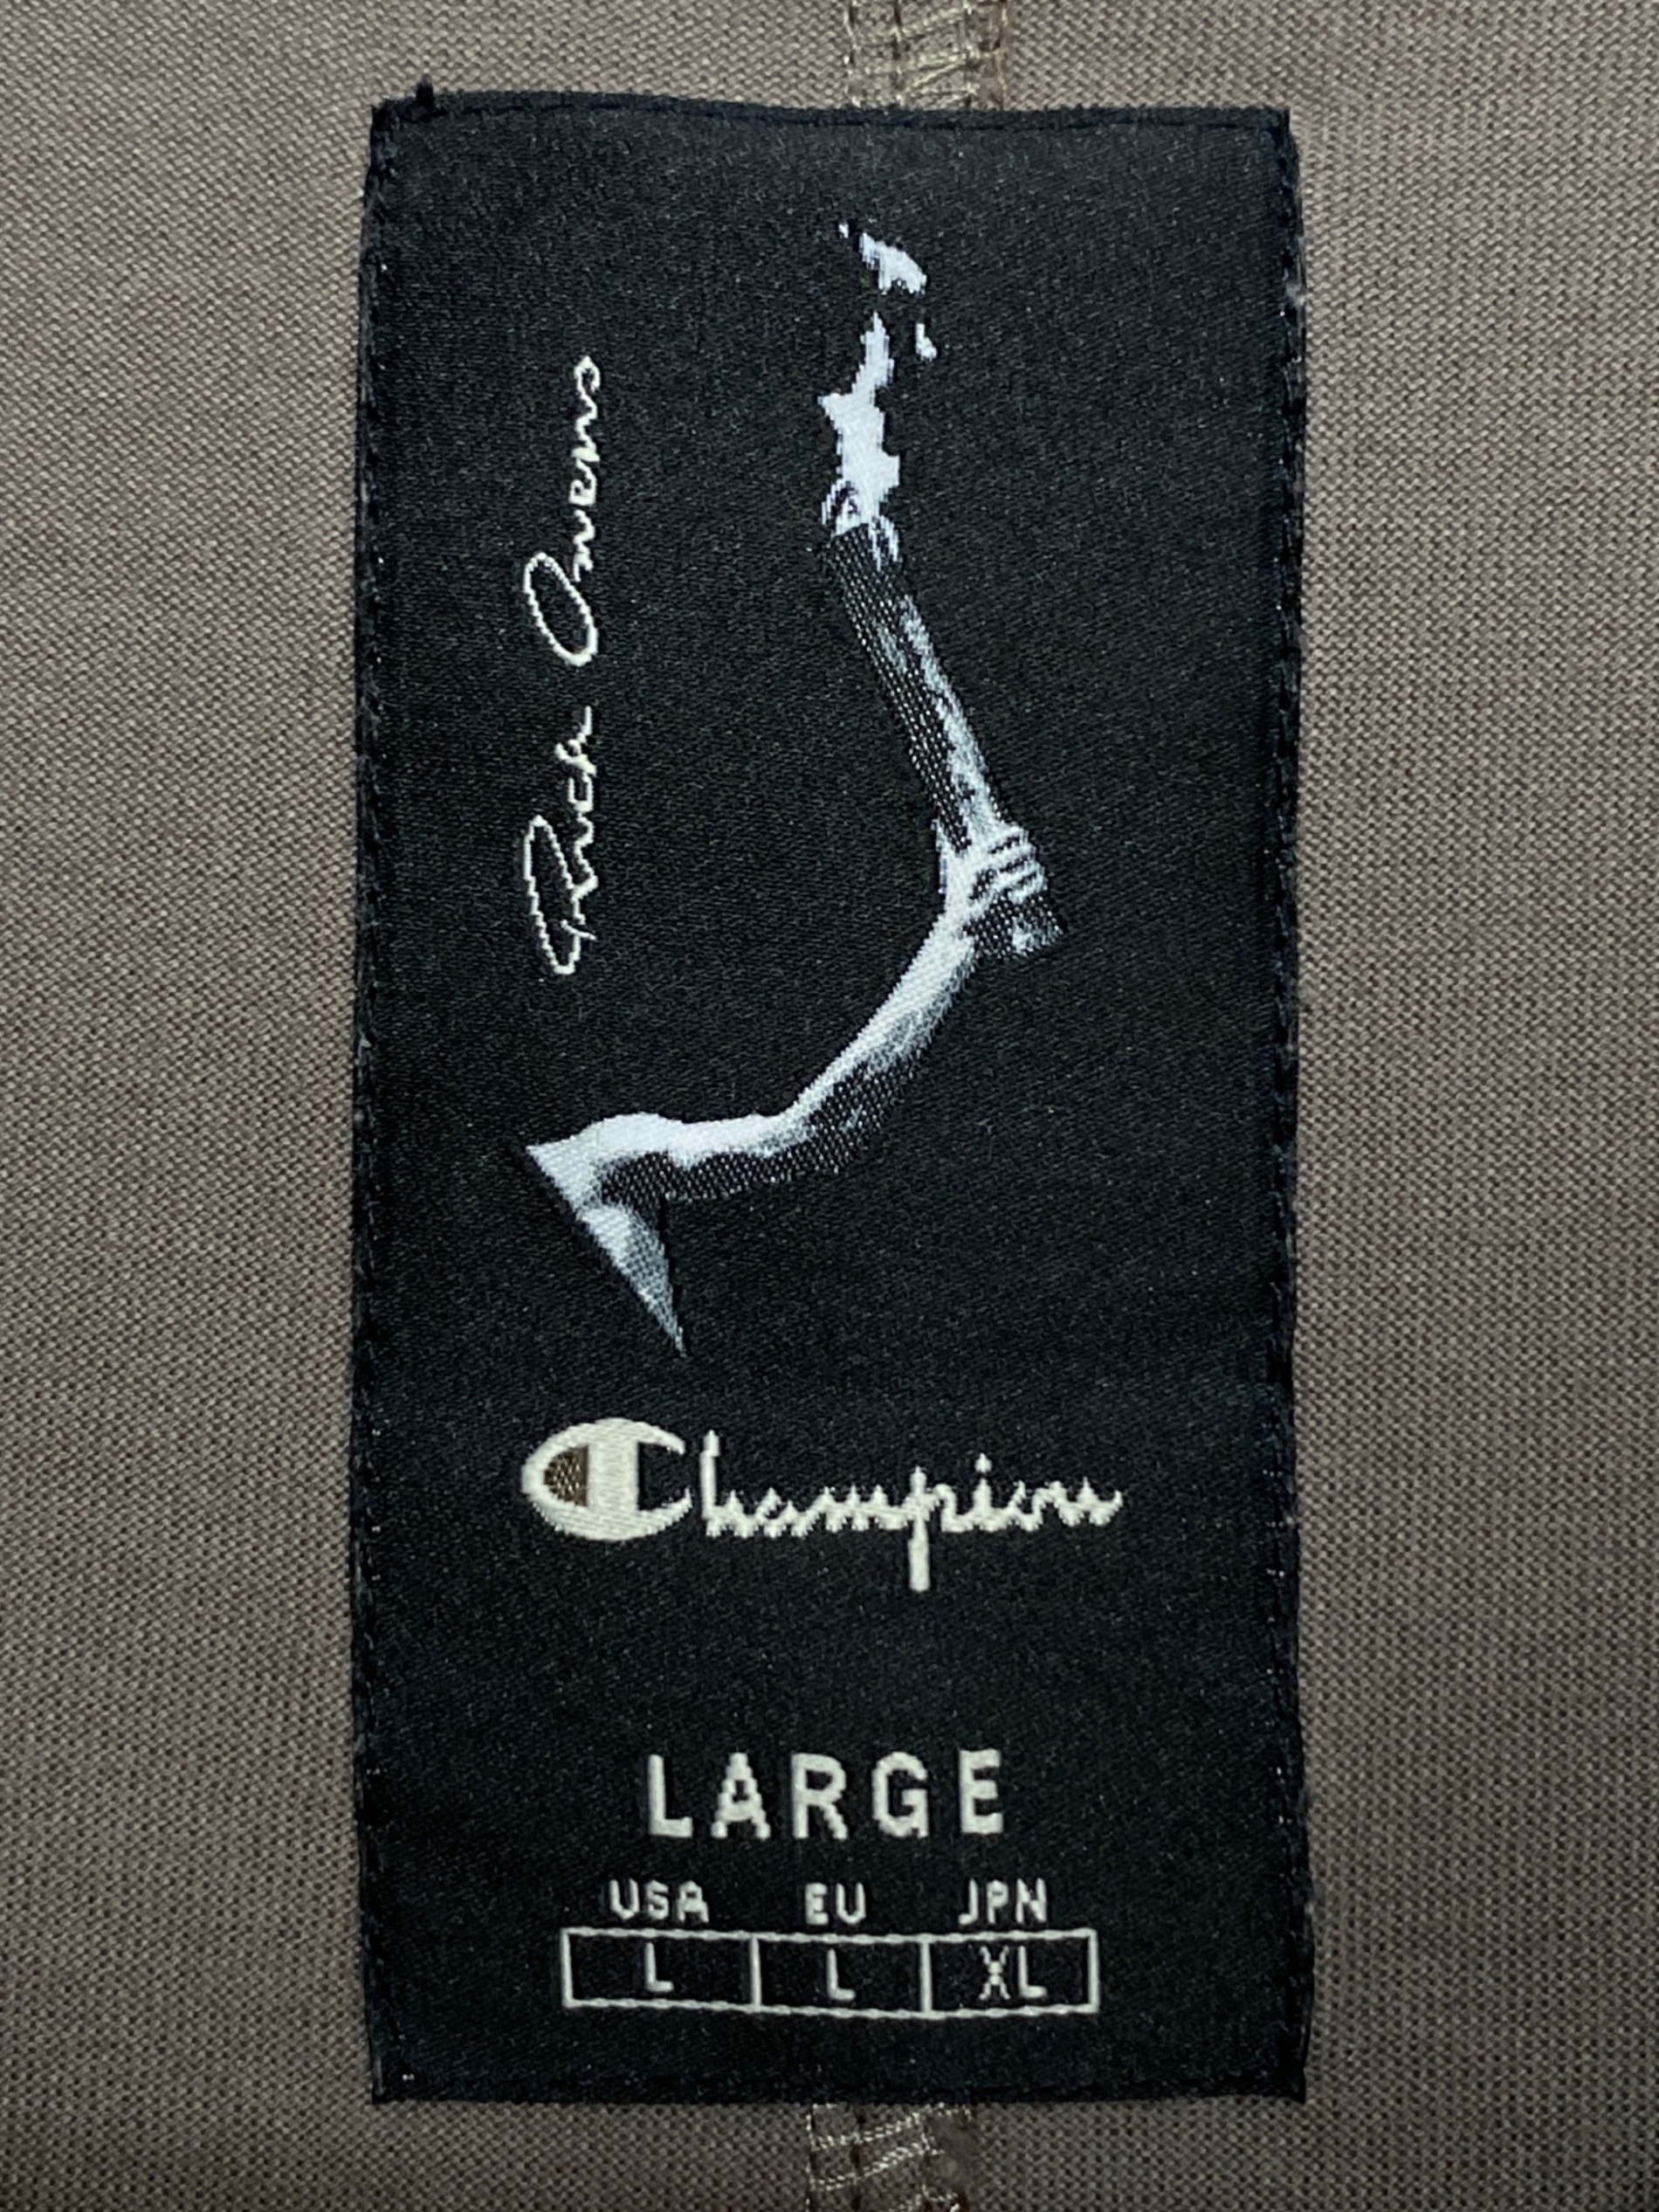 Rick Owens
Champion
LARGE
USA EU JPN
L L XL